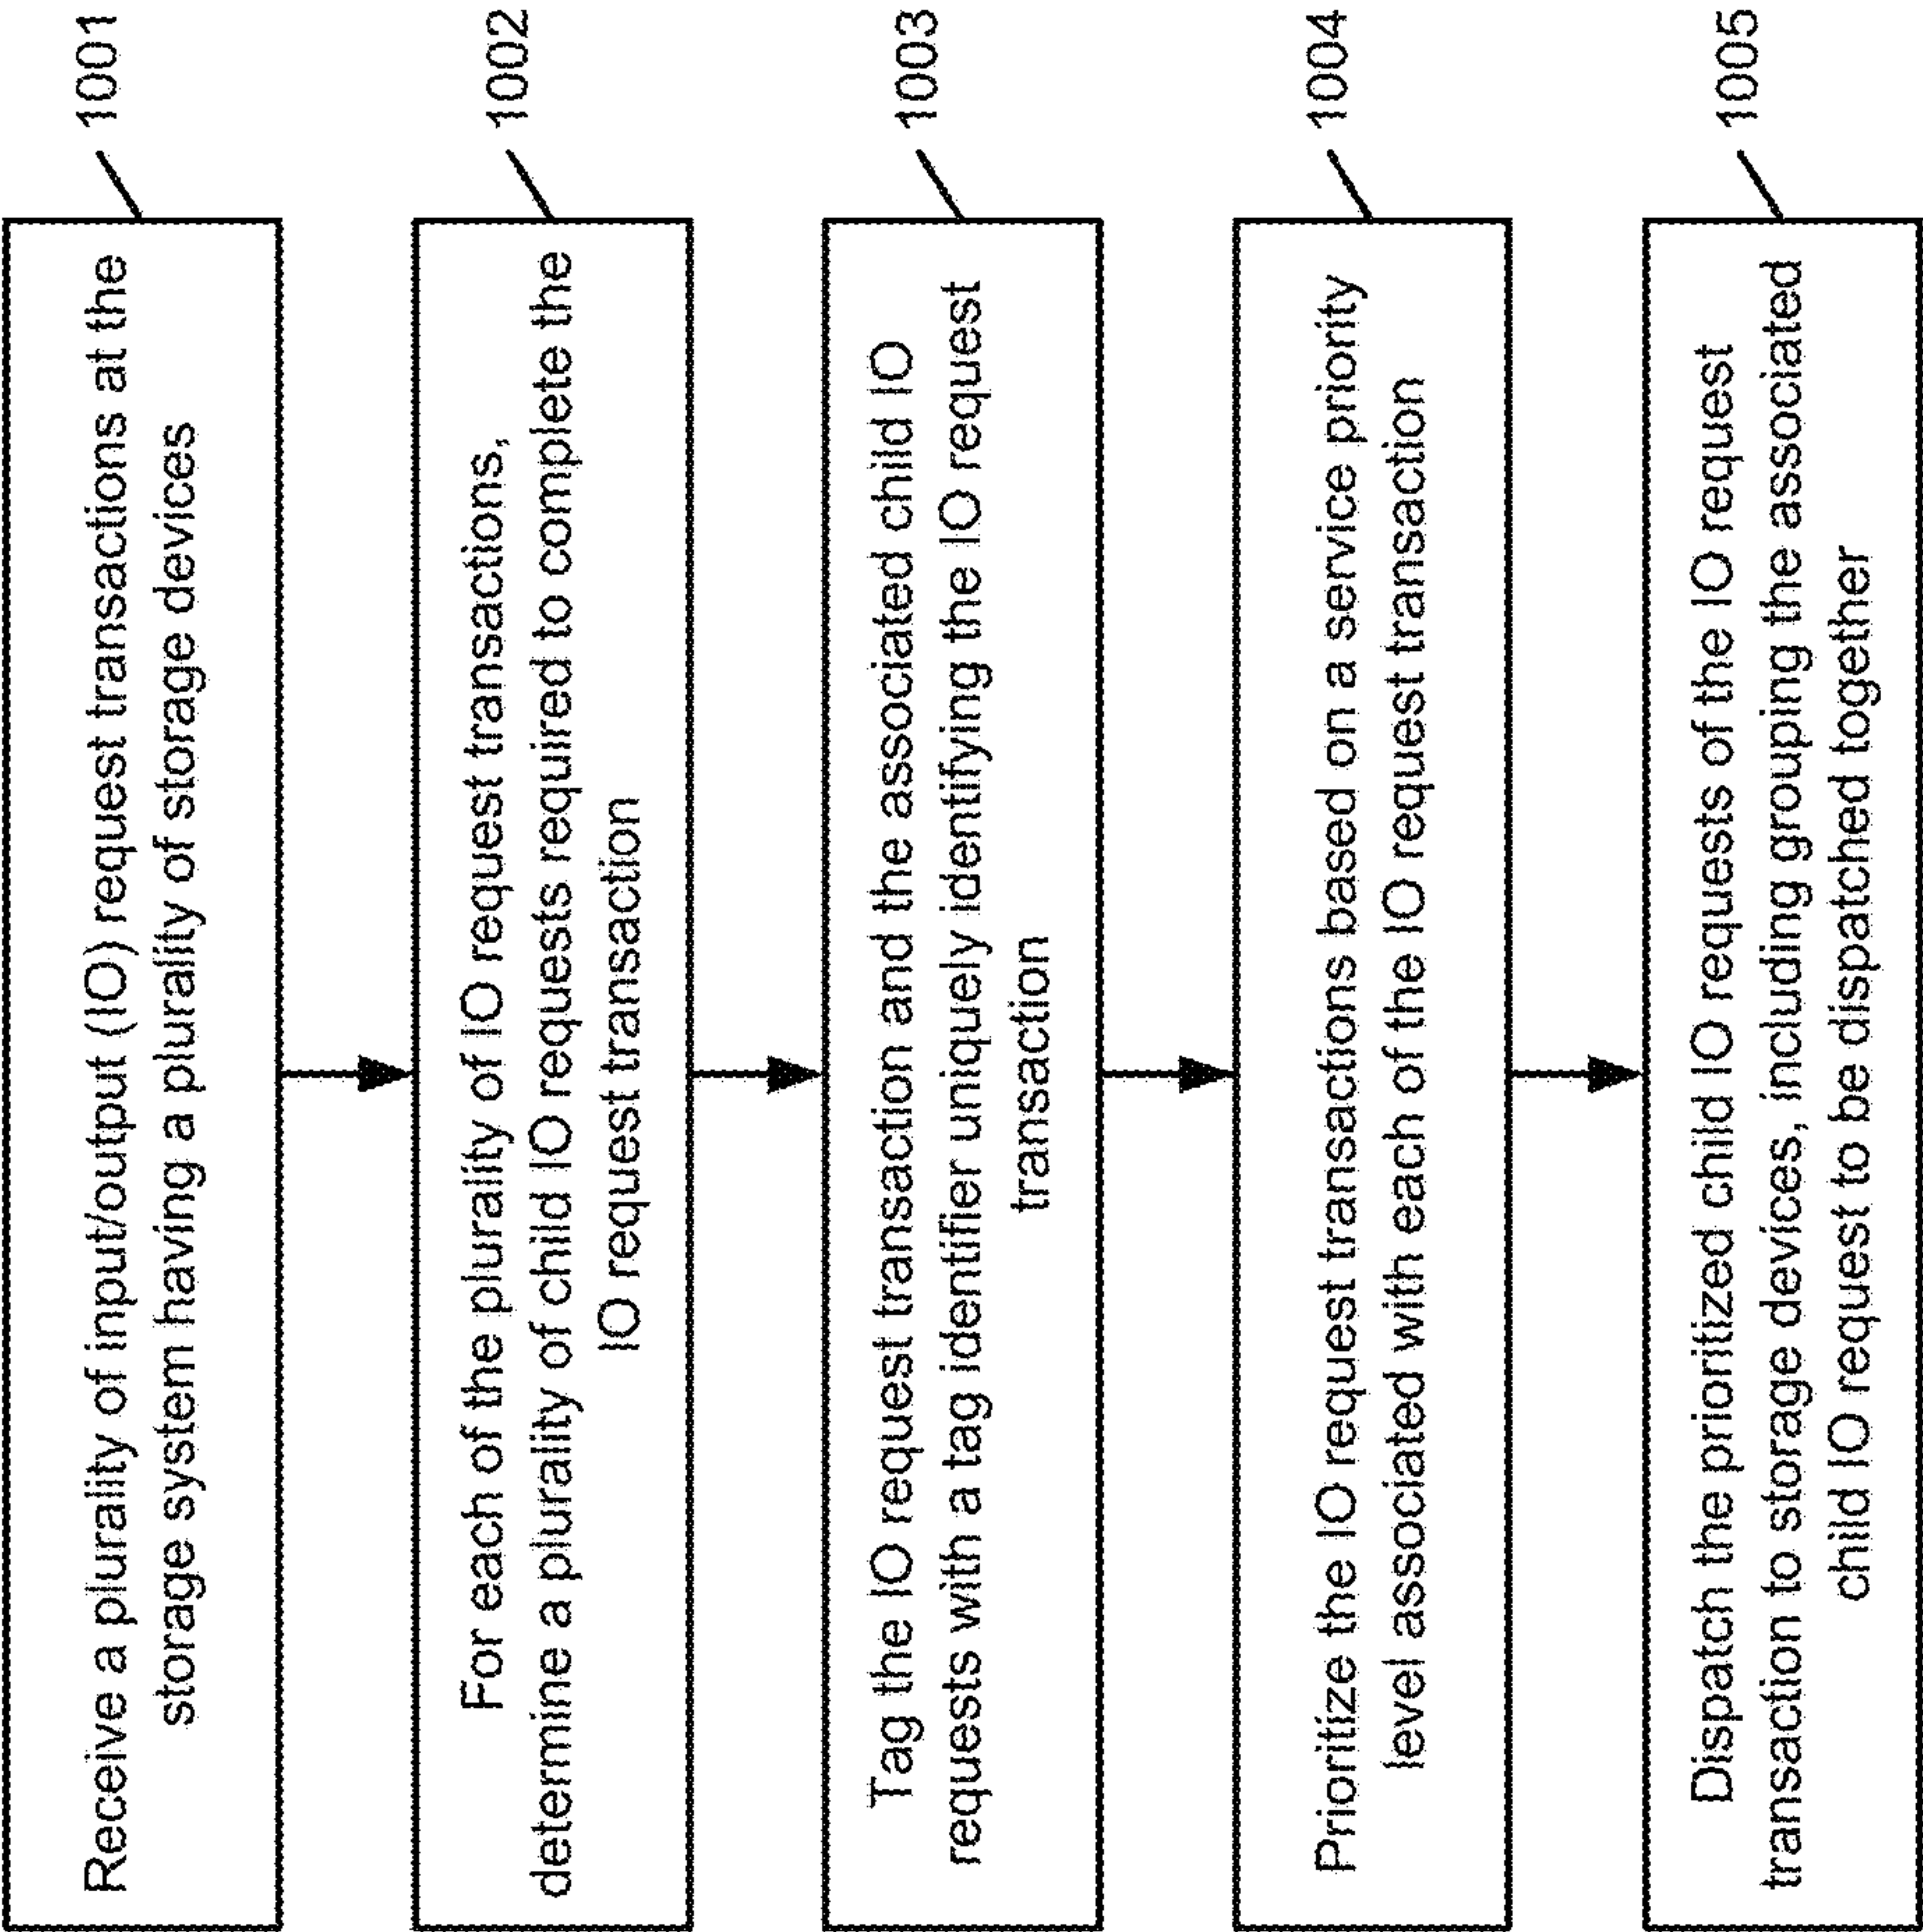 Receive a plurality of input/output (IO) request transactions at the
storage system having a plurality of storage devices
1001
For each of the plurality of IO request transactions,
determine a plurality of child IO requests required to complete the
IO request transaction
1002
Tag the IO request transaction and the associated child IO
requests with a tag identifier uniquely identifying the IO request
transaction
1003
Prioritize the IO request transactions based on a service priority
level associated with each of the IO request transaction
1004
Dispatch the prioritized child IO requests of the IO request
transaction to storage devices, including grouping the associated
child IO request to be dispatched together
1005